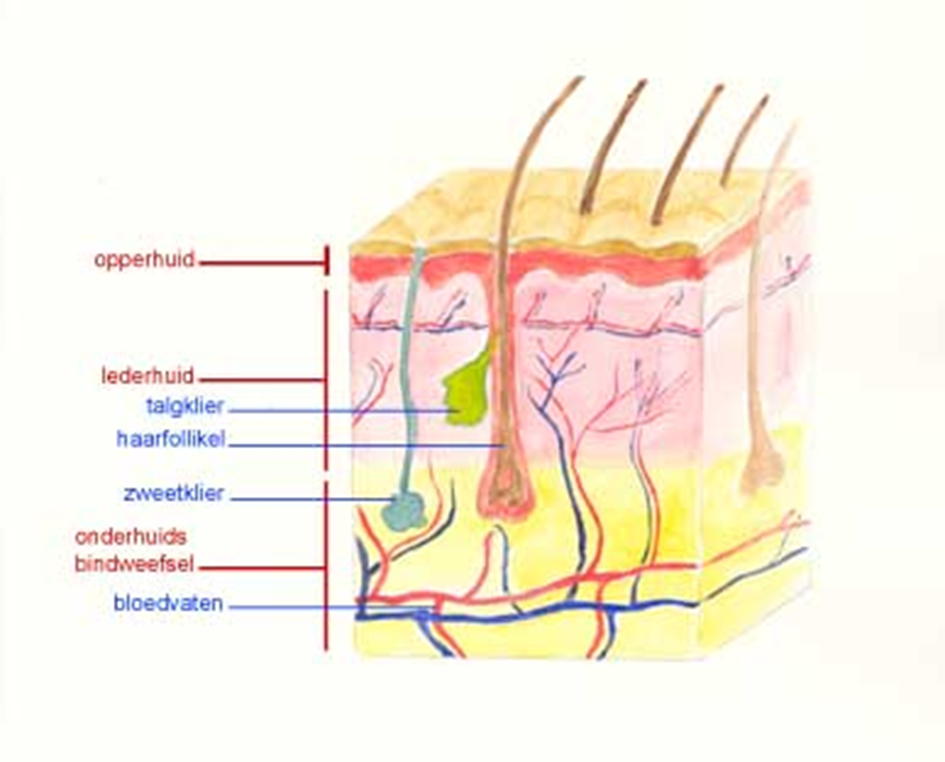 opperhuid
lederhuid
talgklier
haarfollikel
zweetklier
onderhuids
bindweefsel
bloedvaten